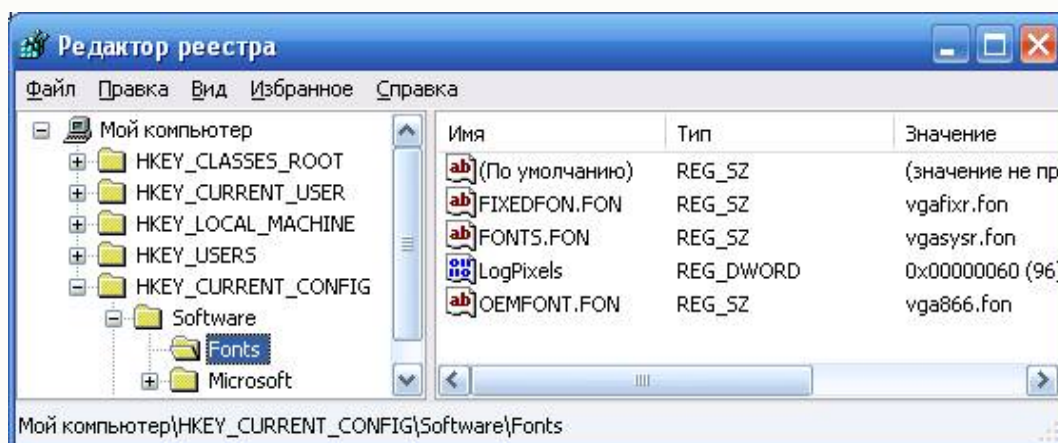 Редактор реестра
Файл Правка Вид Избранное Справка
Мой компьютер
HKEY_CLASSES_ROOT
HKEY_CURRENT_USER
HKEY_LOCAL_MACHINE
HKEY_USERS
HKEY_CURRENT_CONFIG
Software
Fonts
Microsoft
Имя Тип Значение
(По умолчанию) REG_SZ (значение не пр
FIXEDFON.FON REG_SZ vgafixr.fon
FONTS.FON REG_SZ vgasysr.fon
LogPixels REG_DWORD 0x00000060 (96)
OEMFONT.FON REG_SZ vga866.fon
Мой компьютер\HKEY_CURRENT_CONFIG\Software\Fonts